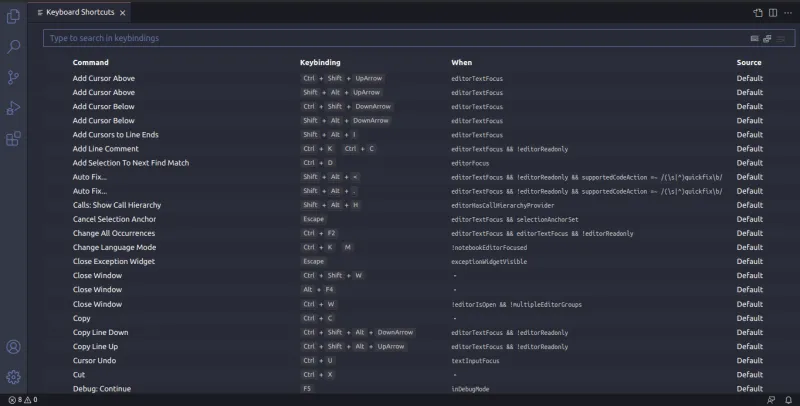 Keyboard Shortcuts
Type to search in keybindings
Command Keybinding When Source
Add Cursor Above Ctrl + Shift + UpArrow editorTextFocus Default
Add Cursor Above Shift + Alt + UpArrow editorTextFocus Default
Add Cursor Below Ctrl + Shift + DownArrow editorTextFocus Default
Add Cursor Below Shift + Alt + DownArrow editorTextFocus Default
Add Cursors to Line Ends Shift + Alt + I editorTextFocus Default
Add Line Comment Ctrl + K Ctrl + C editorTextFocus && !editorReadonly Default
Add Selection To Next Find Match Ctrl + D editorFocus Default
Auto Fix... Shift + Alt + editorTextFocus && !editorReadonly && supportedCodeAction =~ /(\s|^)quickfix\b/ Default
Auto Fix... Shift + Alt + . editorTextFocus && !editorReadonly && supportedCodeAction =~ /(\s|^)quickfix\b/ Default
Calls: Show Call Hierarchy Shift + Alt + H editorHasCallHierarchyProvider Default
Cancel Selection Anchor Escape editorTextFocus && selectionAnchorSet Default
Change All Occurrences Ctrl + F2 editorTextFocus && editorTextFocus && !editorReadonly Default
Change Language Mode Ctrl + K M !notebookEditorFocused Default
Close Exception Widget Escape exceptionWidgetVisible Default
Close Window Ctrl + Shift + W - Default
Close Window Alt + F4 - Default
Close Window Ctrl + W !editorIsOpen && !multipleEditorGroups Default
Copy Ctrl + C - Default
Copy Line Down Ctrl + Shift + Alt + DownArrow editorTextFocus && !editorReadonly Default
Copy Line Up Ctrl + Shift + Alt + UpArrow editorTextFocus && !editorReadonly Default
Cursor Undo Ctrl + U textInputFocus Default
Cut Ctrl + X - Default
Debug: Continue F5 inDebugMode Default
8 0